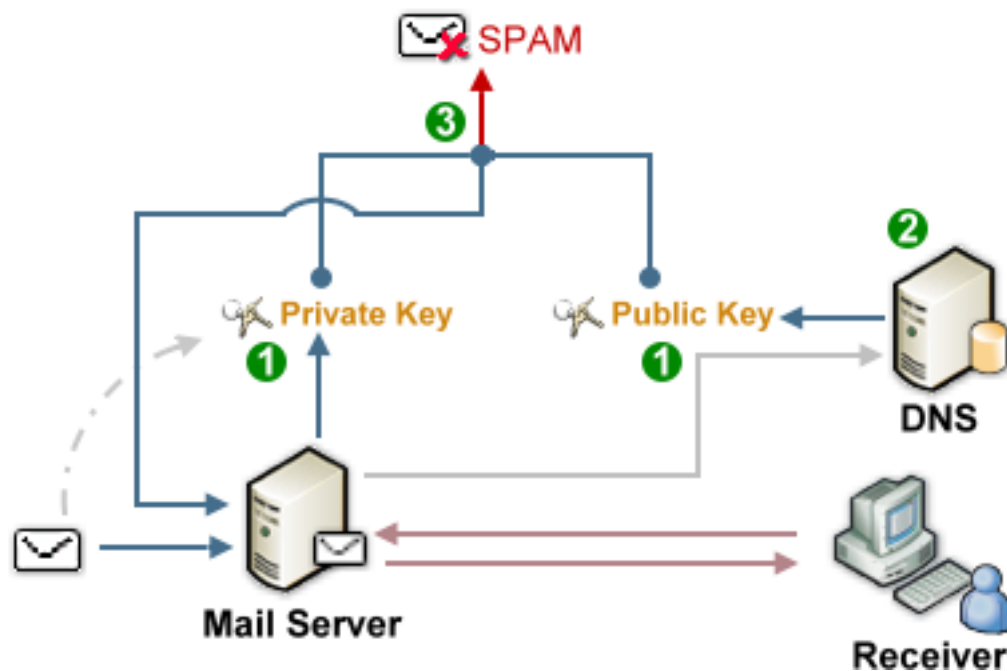 SPAM
3
2
Private Key
Public Key
1
1
DNS
Mail Server
Receiver